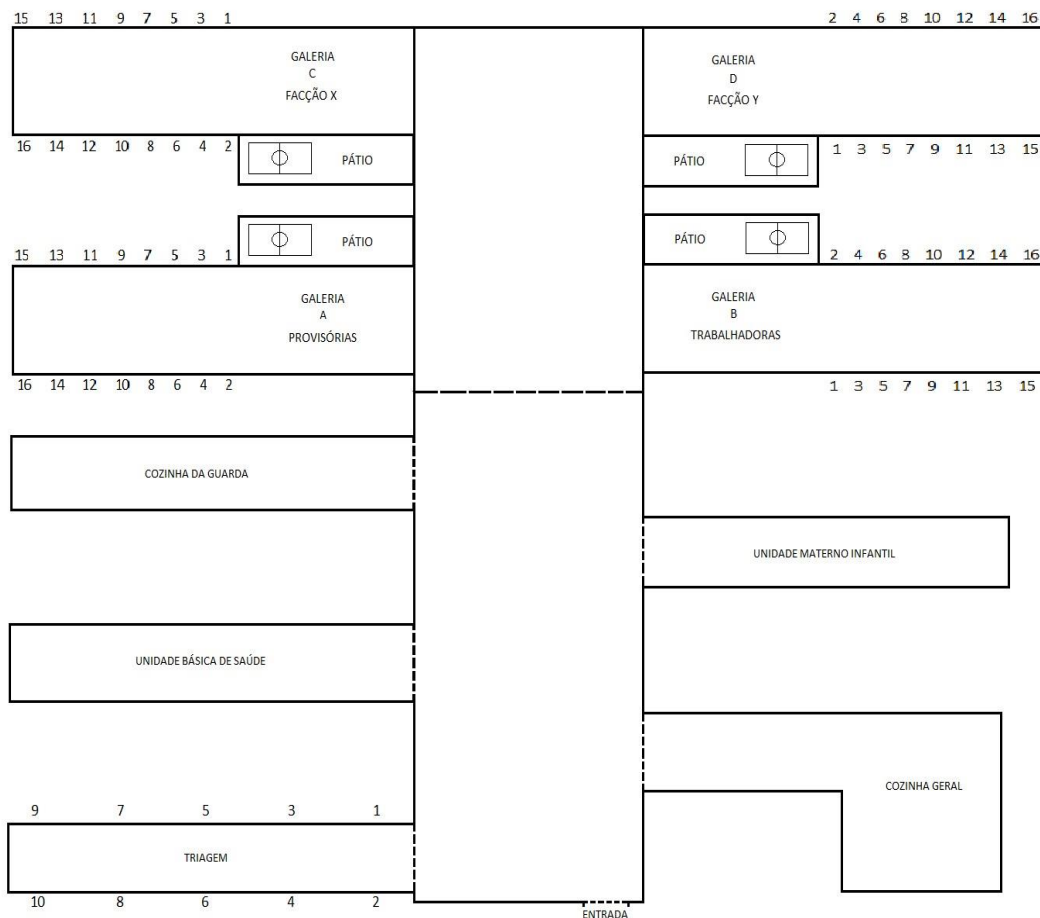 15 13 11 9 7 5 3 1
2 4 6 8 10 12 14 16
GALERIA
C
FACÇÃO X
GALERIA
D
FACÇÃO Y
16 14 12 10 8 6 4 2
PÁTIO
PÁTIO
1 3 5 7 9 11 13 15
PÁTIO
PÁTIO
15 13 11 9 7 5 3 1
2 4 6 8 10 12 14 16
GALERIA
A
PROVISÓRIAS
GALERIA
B
TRABALHADORAS
16 14 12 10 8 6 4 2
1 3 5 7 9 11 13 15
COZINHA DA GUARDA
UNIDADE MATERNO INFANTIL
UNIDADE BÁSICA DE SAÚDE
COZINHA GERAL
9 7 5 3 1
TRIAGEM
10 8 6 4 2
ENTRADA